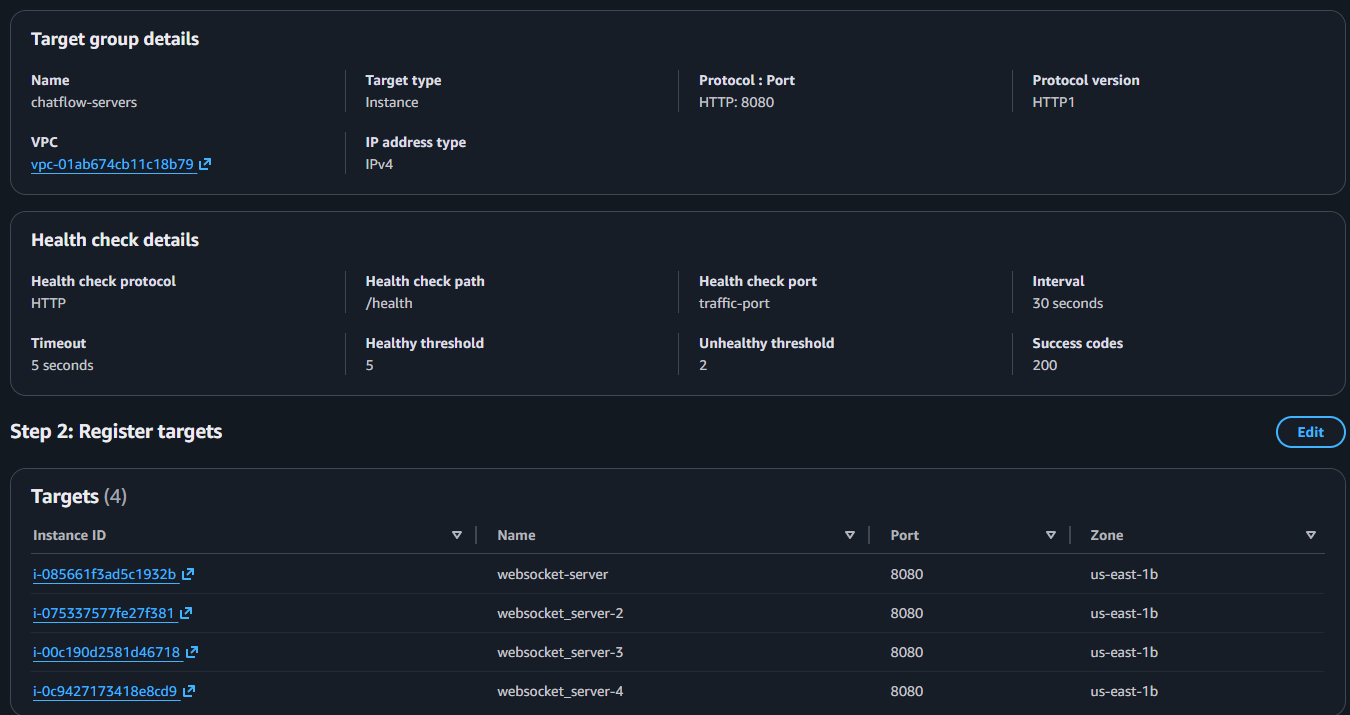 Target group details
Name Target type Protocol : Port Protocol version
chatflow-servers Instance HTTP: 8080 HTTP1
VPC IP address type
vpc-01ab674cb11c18b79 IPv4
Health check details
Health check protocol Health check path Health check port Interval
HTTP /health traffic-port 30 seconds
Timeout Healthy threshold Unhealthy threshold Success codes
5 seconds 5 2 200
Step 2: Register targets Edit
Targets (4)
Instance ID Name Port Zone
i-085661f3ad5c1932b websocket-server 8080 us-east-1b
i-075337577fe27f381 websocket_server-2 8080 us-east-1b
i-00c190d2581d46718 websocket_server-3 8080 us-east-1b
i-0c9427173418e8cd9 websocket_server-4 8080 us-east-1b